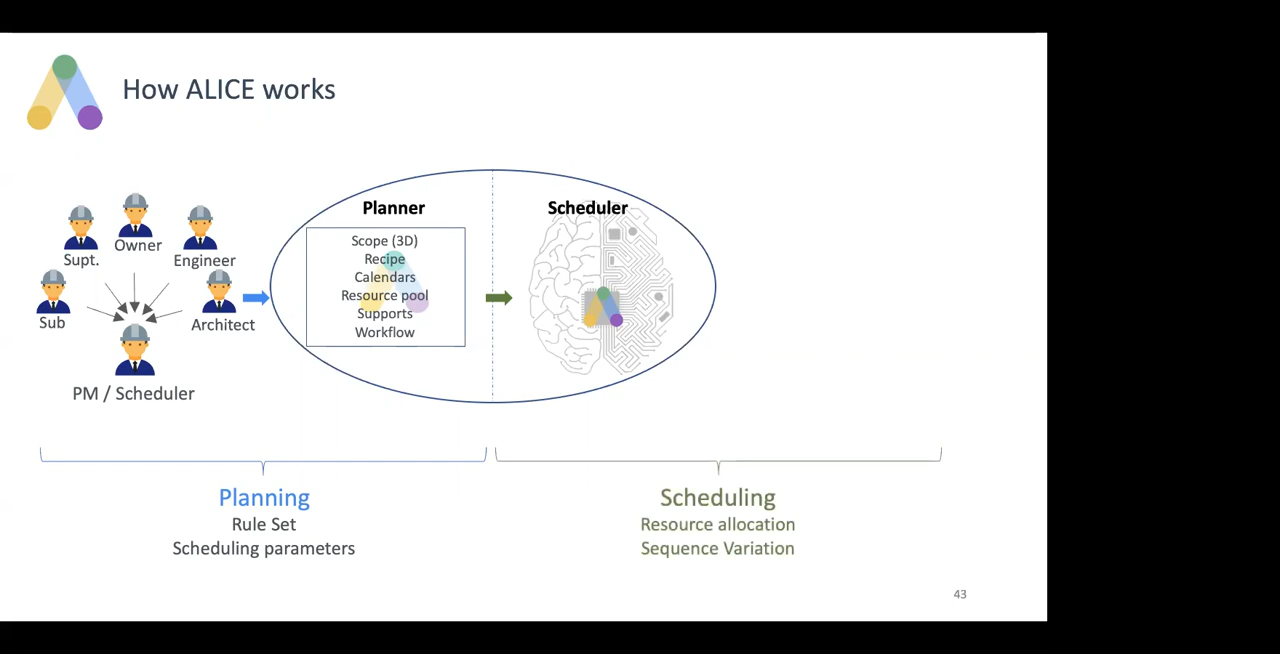 How ALICE works
Owner
Supt.
Engineer
Sub
Architect
PM / Scheduler
Planner
Scope (3D)
Recipe
Calendars
Resource pool
Supports
Workflow
Scheduler
Planning
Rule Set
Scheduling parameters
Scheduling
Resource allocation
Sequence Variation
43